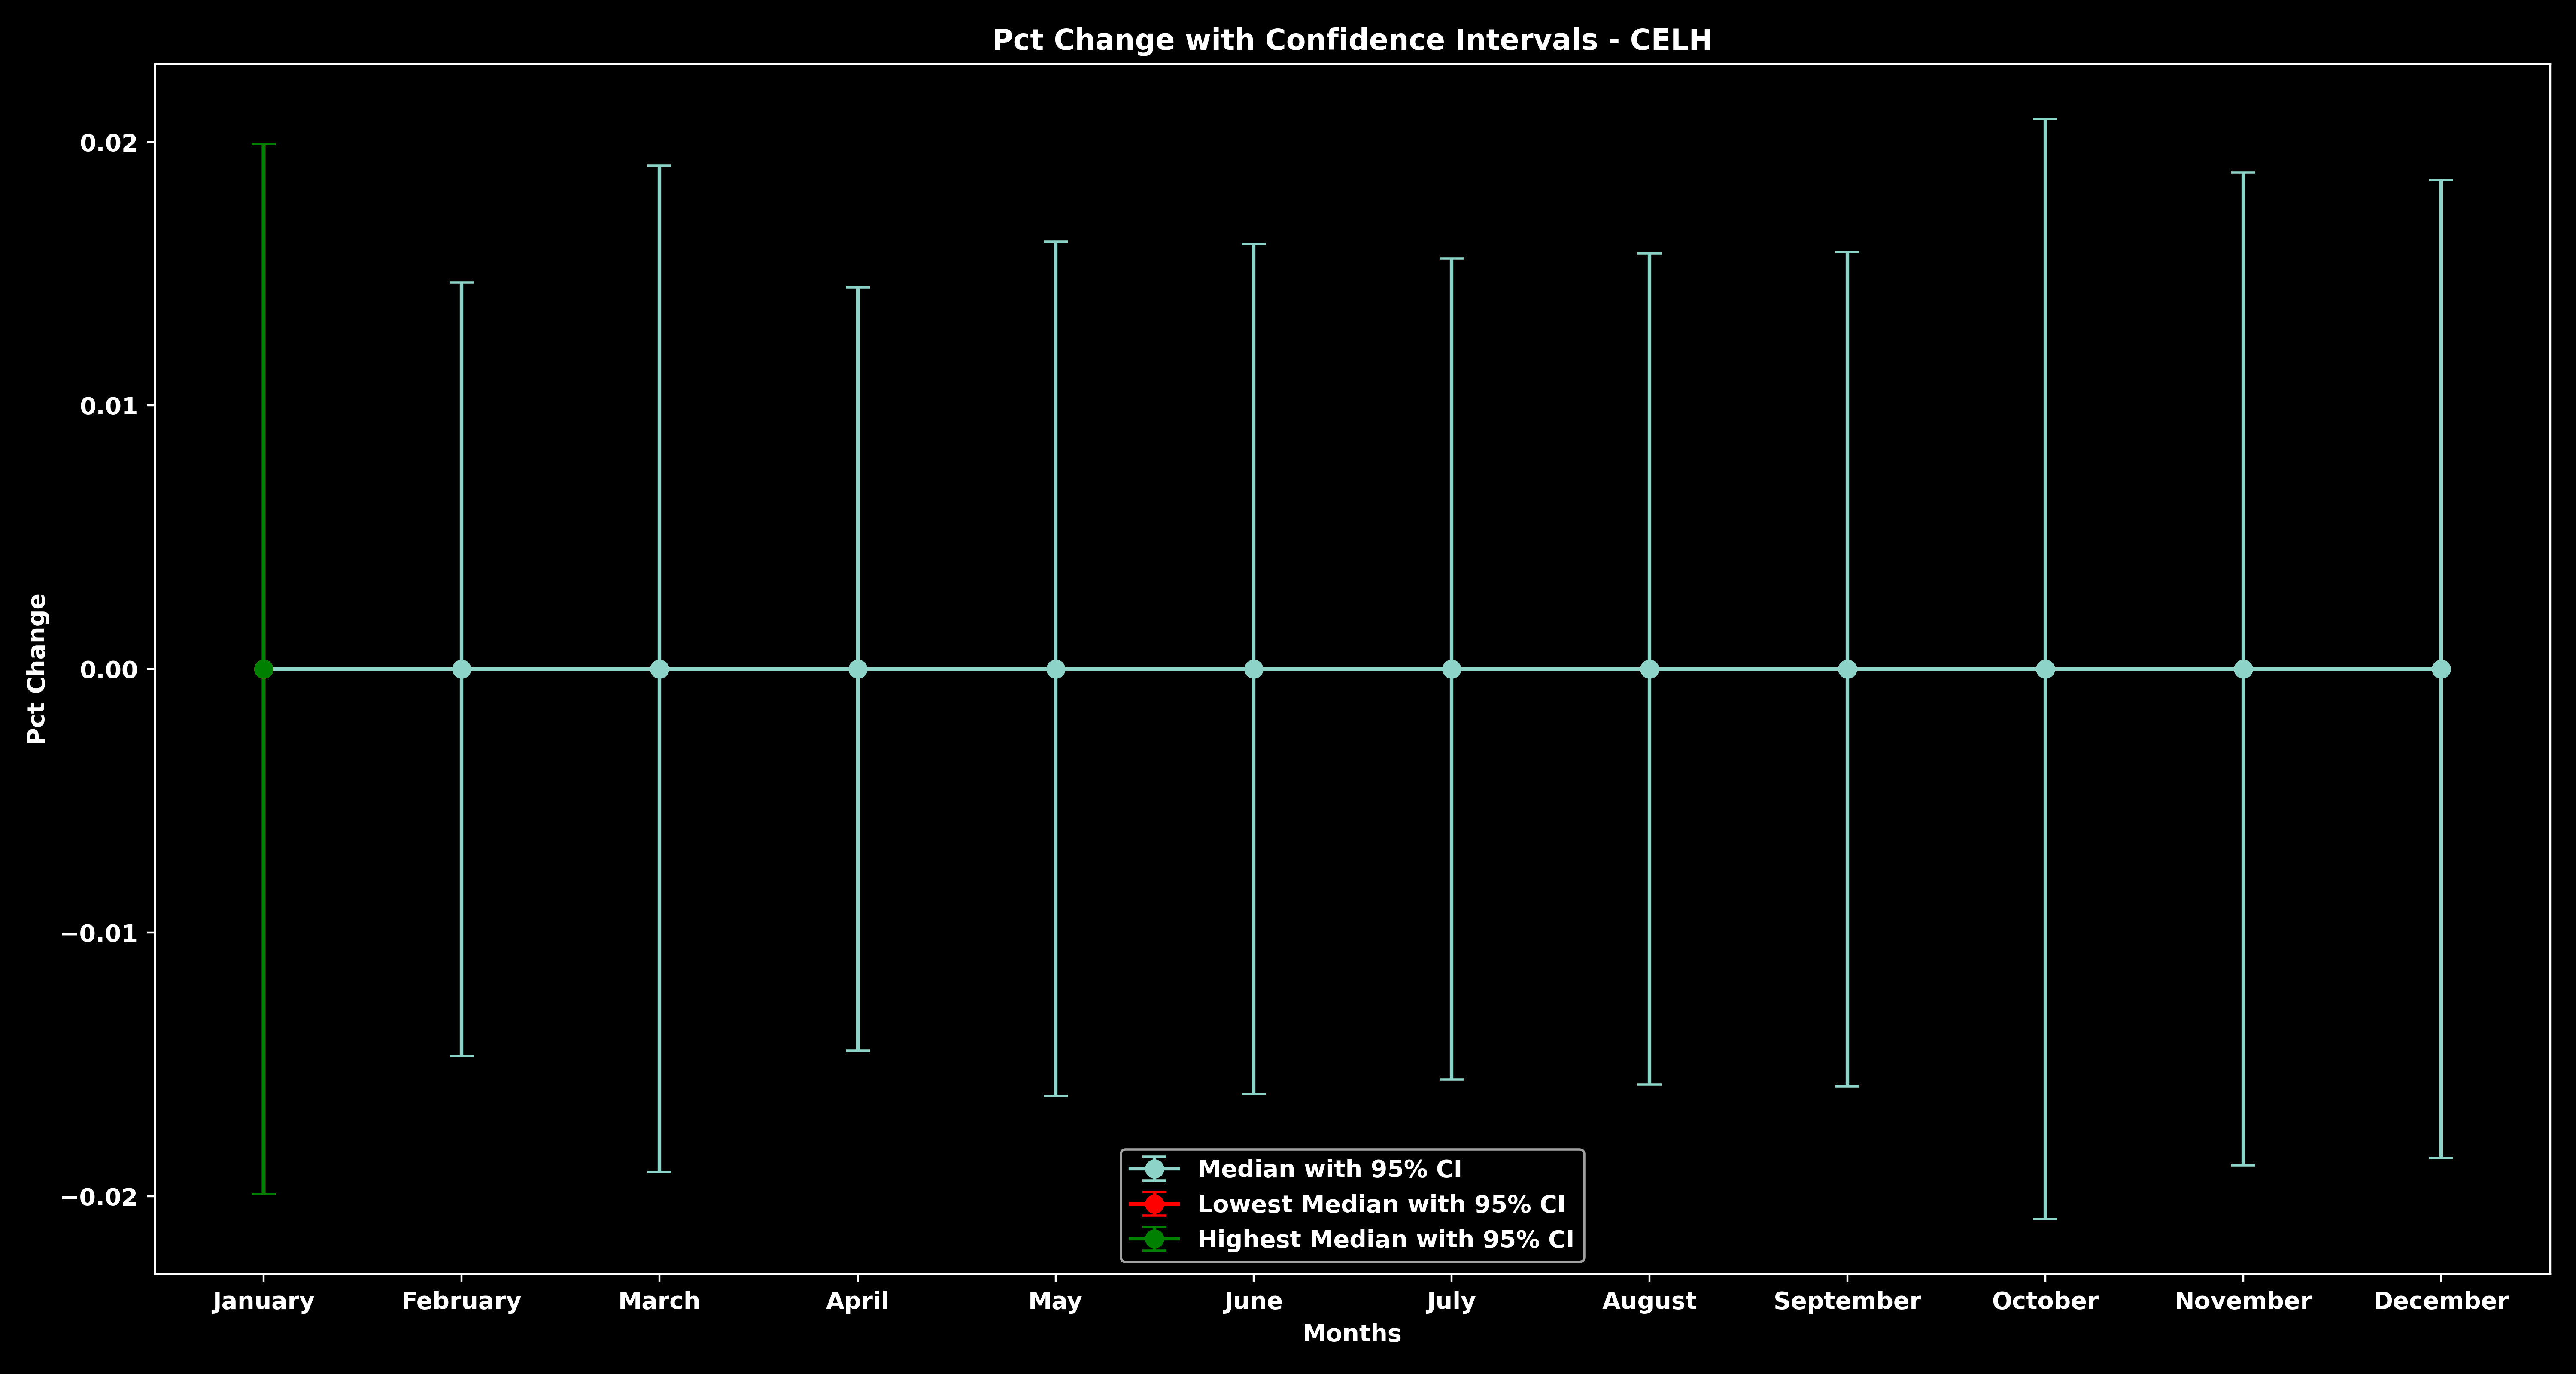 Pct Change with Confidence Intervals - CELH
Pct Change
0.02
0.01
0.00
−0.01
−0.02
Median with 95% CI
Lowest Median with 95% CI
Highest Median with 95% CI
January February March April May June July August September October November December
Months